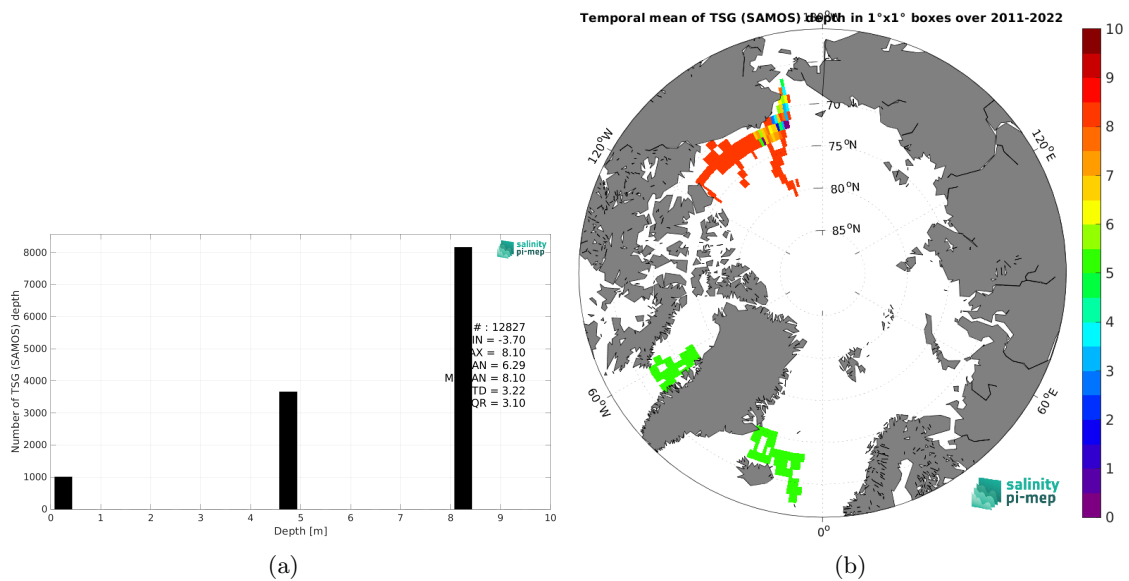 Temporal mean of TSG (SAMOS) depth in 1°x1° boxes over 2011-2022
120°W
70
75°N
80°N
85°N
120°E
60°W
60°E
0°
salinity
pi-mep
10
9
8
7
6
5
4
3
2
1
0
salinity
pi-mep
# : 12827
IN = -3.70
AX = 8.10
AN = 6.29
AN = 8.10
TD = 3.22
QR = 3.10
Number of TSG (SAMOS) depth
8000
7000
6000
5000
4000
3000
2000
1000
0
0 1 2 3 4 5 6 7 8 9 10
Depth [m]
(a)
(b)